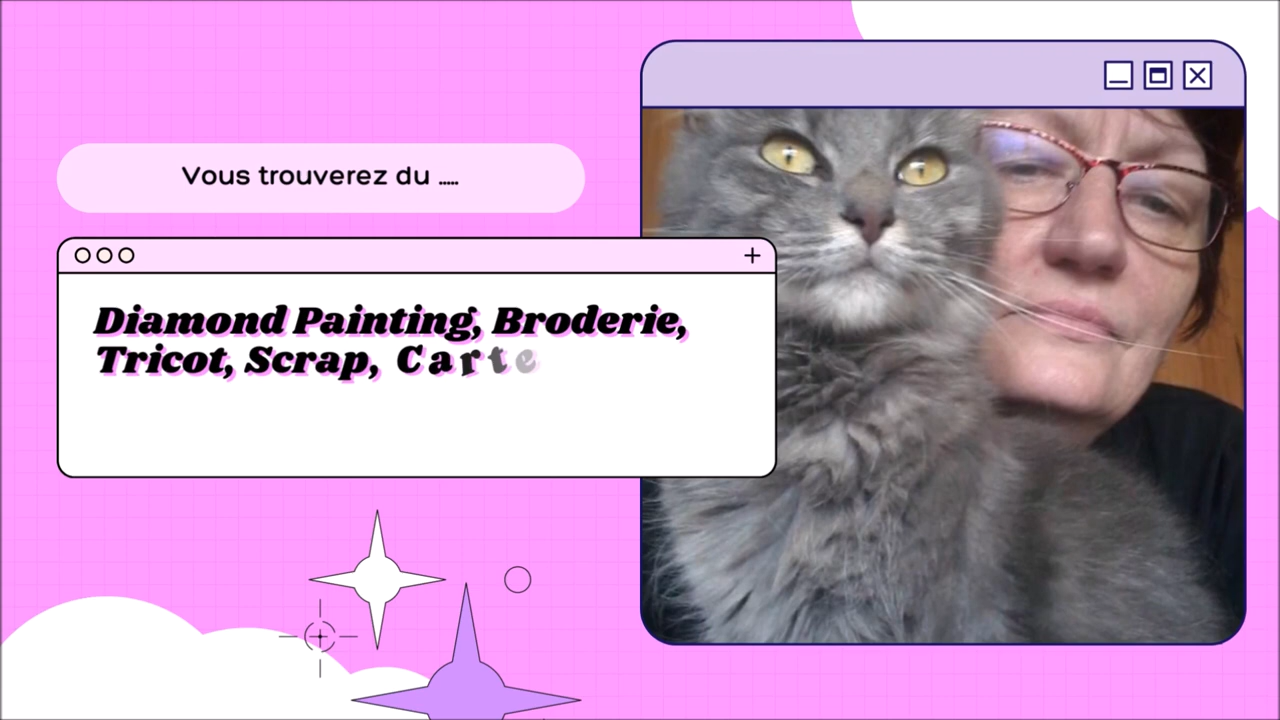 Vous trouverez du .....
Diamond Painting, Broderie,
Tricot, Scrap, Carte